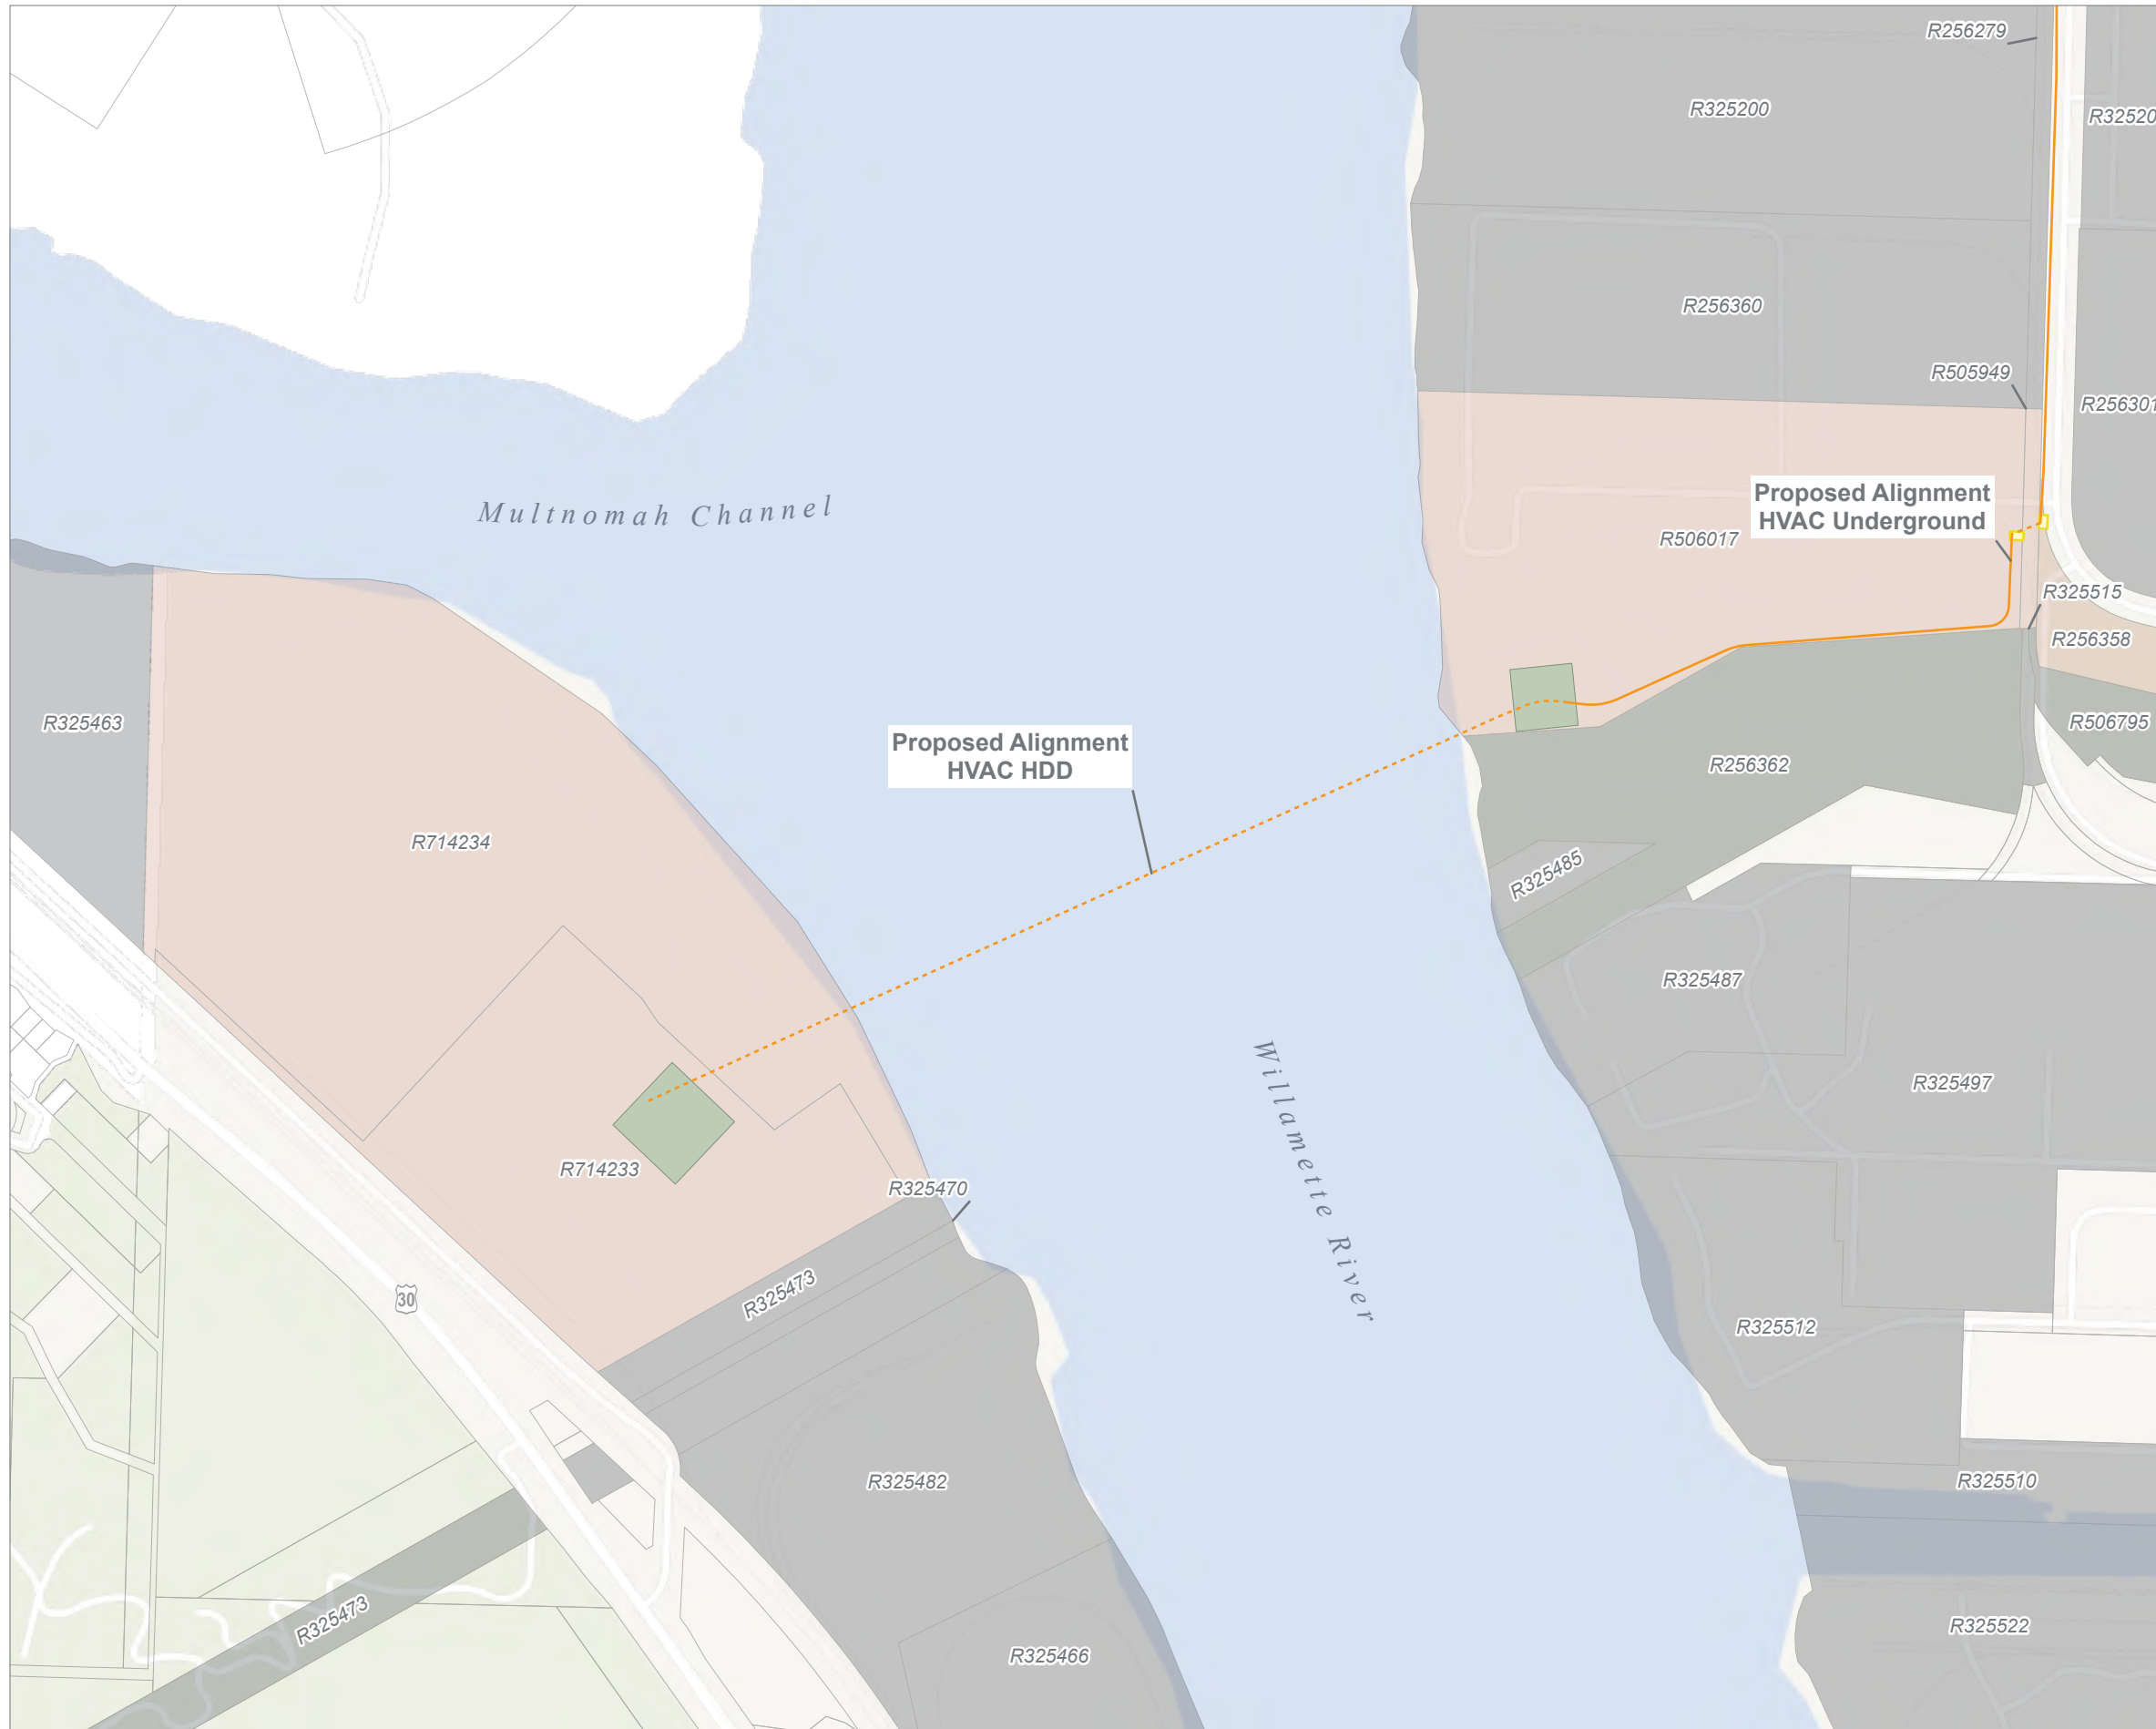 R256279
R325200
R32520
R256360
R505949
R256301
Proposed Alignment
HVAC Underground
Multnomah Channel
R506017
R325515
R256358
R325463
R506795
Proposed Alignment
HVAC HDD
R256362
R714234
R325485
R325487
R325497
Willamette River
R714233
R325470
R325473
30
R325512
R325482
R325510
R325473
R325522
R325466